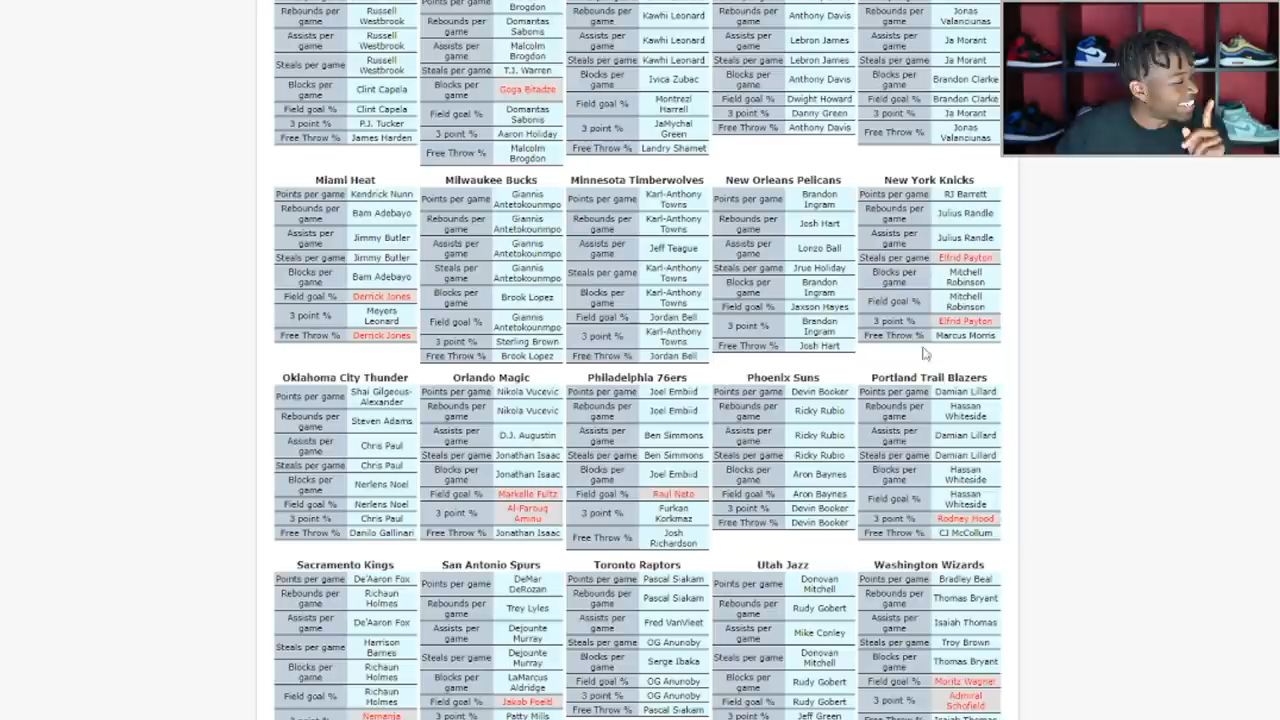 Rebounds per game Russell Westbrook
Assists per game Russell Westbrook
Steals per game Russell Westbrook
Blocks per game Clint Capela
Field goal % Clint Capela
3 point % P.J. Tucker
Free Throw % James Harden
Points per game Brogdon
Rebounds per game Domantas Sabonis
Assists per game Malcolm Brogdon
Steals per game T.J. Warren
Blocks per game Goga Bitadze
Field goal % Domantas Sabonis
3 point % Aaron Holiday
Free Throw % Malcolm Brogdon
Rebounds per game Kawhi Leonard
Assists per game Kawhi Leonard
Steals per game Kawhi Leonard
Blocks per game Ivica Zubac
Field goal % Montrezl Harrell
3 point % JaMychal Green
Free Throw % Landry Shamet
Rebounds per game Anthony Davis
Assists per game Lebron James
Steals per game Lebron James
Blocks per game Anthony Davis
Field goal % Dwight Howard
3 point % Danny Green
Free Throw % Anthony Davis
Rebounds per game Jonas Valanciunas
Assists per game Ja Morant
Steals per game Ja Morant
Blocks per game Brandon Clarke
Field goal % Brandon Clarke
3 point % Ja Morant
Free Throw % Jonas Valanciunas
Miami Heat
Points per game Kendrick Nunn
Rebounds per game Bam Adebayo
Assists per game Jimmy Butler
Steals per game Jimmy Butler
Blocks per game Bam Adebayo
Field goal % Derrick Jones
3 point % Meyers Leonard
Free Throw % Derrick Jones
Milwaukee Bucks
Points per game Giannis Antetokounmpo
Rebounds per game Giannis Antetokounmpo
Assists per game Giannis Antetokounmpo
Steals per game Giannis Antetokounmpo
Blocks per game Brook Lopez
Field goal % Giannis Antetokounmpo
3 point % Sterling Brown
Free Throw % Brook Lopez
Minnesota Timberwolves
Points per game Karl-Anthony Towns
Rebounds per game Karl-Anthony Towns
Assists per game Jeff Teague
Steals per game Karl-Anthony Towns
Blocks per game Karl-Anthony Towns
Field goal % Jordan Bell
3 point % Karl-Anthony Towns
Free Throw % Jordan Bell
New Orleans Pelicans
Points per game Brandon Ingram
Rebounds per game Josh Hart
Assists per game Lonzo Ball
Steals per game Jrue Holiday
Blocks per game Brandon Ingram
Field goal % Jaxson Hayes
3 point % Brandon Ingram
Free Throw % Josh Hart
New York Knicks
Points per game RJ Barrett
Rebounds per game Julius Randle
Assists per game Julius Randle
Steals per game Elfrid Payton
Blocks per game Mitchell Robinson
Field goal % Mitchell Robinson
3 point % Elfrid Payton
Free Throw % Marcus Morris
Oklahoma City Thunder
Points per game Shai Gilgeous-Alexander
Rebounds per game Steven Adams
Assists per game Chris Paul
Steals per game Chris Paul
Blocks per game Nerlens Noel
Field goal % Nerlens Noel
3 point % Chris Paul
Free Throw % Danilo Gallinari
Orlando Magic
Points per game Nikola Vucevic
Rebounds per game Nikola Vucevic
Assists per game D.J. Augustin
Steals per game Jonathan Isaac
Blocks per game Jonathan Isaac
Field goal % Markelle Fultz
3 point % Al-Farouq Aminu
Free Throw % Jonathan Isaac
Philadelphia 76ers
Points per game Joel Embiid
Rebounds per game Joel Embiid
Assists per game Ben Simmons
Steals per game Ben Simmons
Blocks per game Joel Embiid
Field goal % Raul Neto
3 point % Furkan Korkmaz
Free Throw % Josh Richardson
Phoenix Suns
Points per game Devin Booker
Rebounds per game Ricky Rubio
Assists per game Ricky Rubio
Steals per game Ricky Rubio
Blocks per game Aron Baynes
Field goal % Aron Baynes
3 point % Devin Booker
Free Throw % Devin Booker
Portland Trail Blazers
Points per game Damian Lillard
Rebounds per game Hassan Whiteside
Assists per game Damian Lillard
Steals per game Damian Lillard
Blocks per game Hassan Whiteside
Field goal % Hassan Whiteside
3 point % Rodney Hood
Free Throw % CJ McCollum
Sacramento Kings
Points per game De'Aaron Fox
Rebounds per game Richaun Holmes
Assists per game De'Aaron Fox
Steals per game Harrison Barnes
Blocks per game Richaun Holmes
Field goal % Richaun Holmes
3 point % Nemanja
San Antonio Spurs
Points per game DeMar DeRozan
Rebounds per game Trey Lyles
Assists per game Dejounte Murray
Steals per game Dejounte Murray
Blocks per game LaMarcus Aldridge
Field goal % Jakob Poeltl
3 point % Patty Mills
Toronto Raptors
Points per game Pascal Siakam
Rebounds per game Pascal Siakam
Assists per game Fred VanVleet
Steals per game OG Anunoby
Blocks per game Serge Ibaka
Field goal % OG Anunoby
3 point % OG Anunoby
Free Throw % Pascal Siakam
Utah Jazz
Points per game Donovan Mitchell
Rebounds per game Rudy Gobert
Assists per game Mike Conley
Steals per game Donovan Mitchell
Blocks per game Rudy Gobert
Field goal % Rudy Gobert
3 point % Jeff Green
Washington Wizards
Points per game Bradley Beal
Rebounds per game Thomas Bryant
Assists per game Isaiah Thomas
Steals per game Troy Brown
Blocks per game Thomas Bryant
Field goal % Moritz Wagner
3 point % Admiral Schofield
Free Throw % Isaiah Thomas